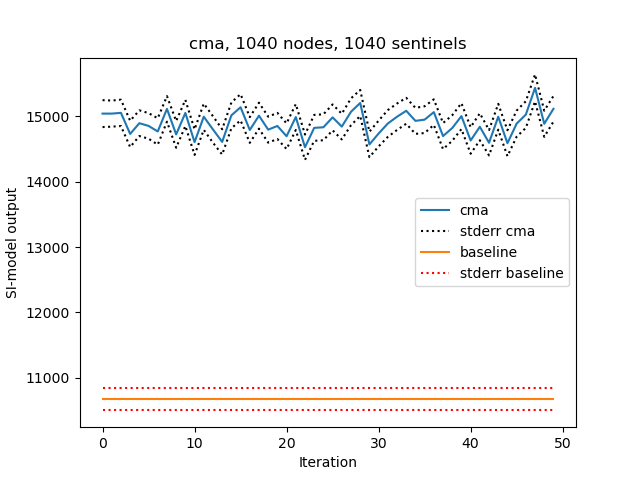 cma, 1040 nodes, 1040 sentinels
SI-model output
15000
14000
13000
12000
11000
cma
stderr cma
baseline
stderr baseline
0 10 20 30 40 50
Iteration